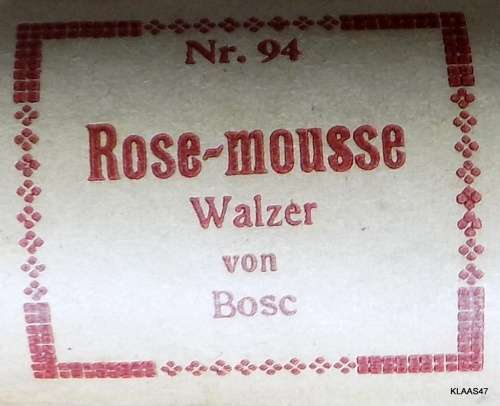 Nr. 94
Rose-mousse
Walzer
von
Bosc
KLAAS47